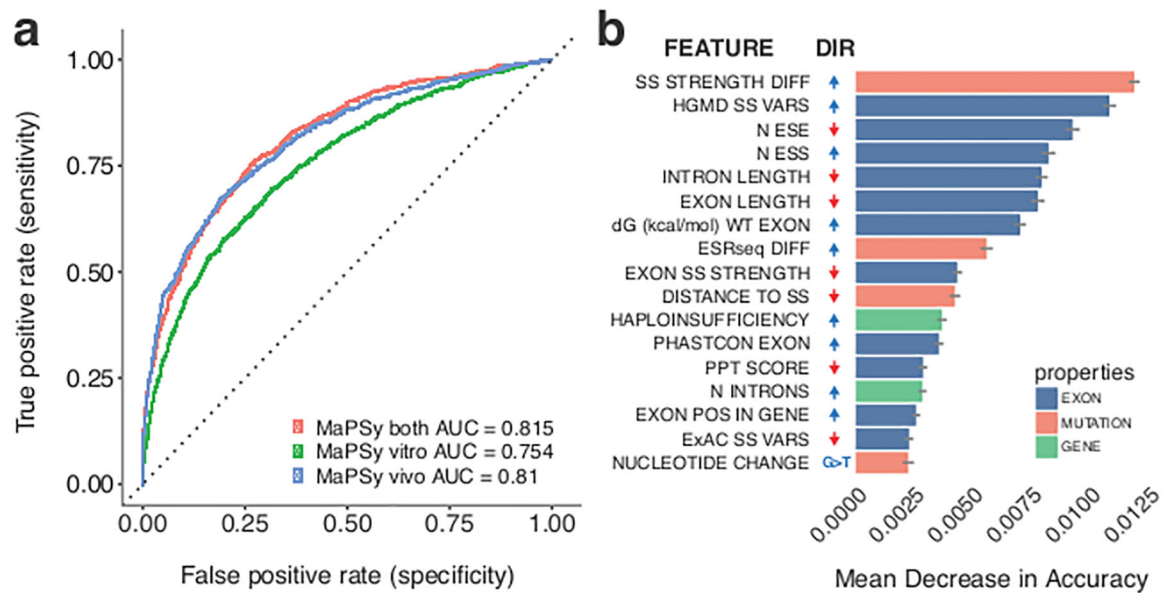 a
1.00
0.75
0.50
0.25
0.00
True positive rate (sensitivity)
MaPSy both AUC = 0.815
MaPSy vitro AUC = 0.754
MaPSy vivo AUC = 0.81
0.00 0.25 0.50 0.75 1.00
False positive rate (specificity)
b
FEATURE DIR
SS STRENGTH DIFF
HGMD SS VARS
N ESE
N ESS
INTRON LENGTH
EXON LENGTH
dG (kcal/mol) WT EXON
ESRseq DIFF
EXON SS STRENGTH
DISTANCE TO SS
HAPLOINSUFFICIENCY
PHASTCON EXON
PPT SCORE
N INTRONS
EXON POS IN GENE
ExAC SS VARS
NUCLEOTIDE CHANGE G>T
properties
EXON
MUTATION
GENE
0.0000 0.0025 0.0050 0.0075 0.0100 0.0125
Mean Decrease in Accuracy